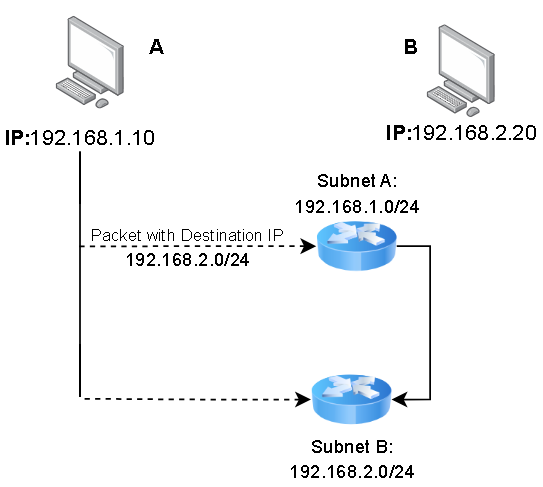 A
B
IP:192.168.1.10
IP:192.168.2.20
Subnet A:
192.168.1.0/24
Packet with Destination IP
192.168.2.0/24
Subnet B:
192.168.2.0/24